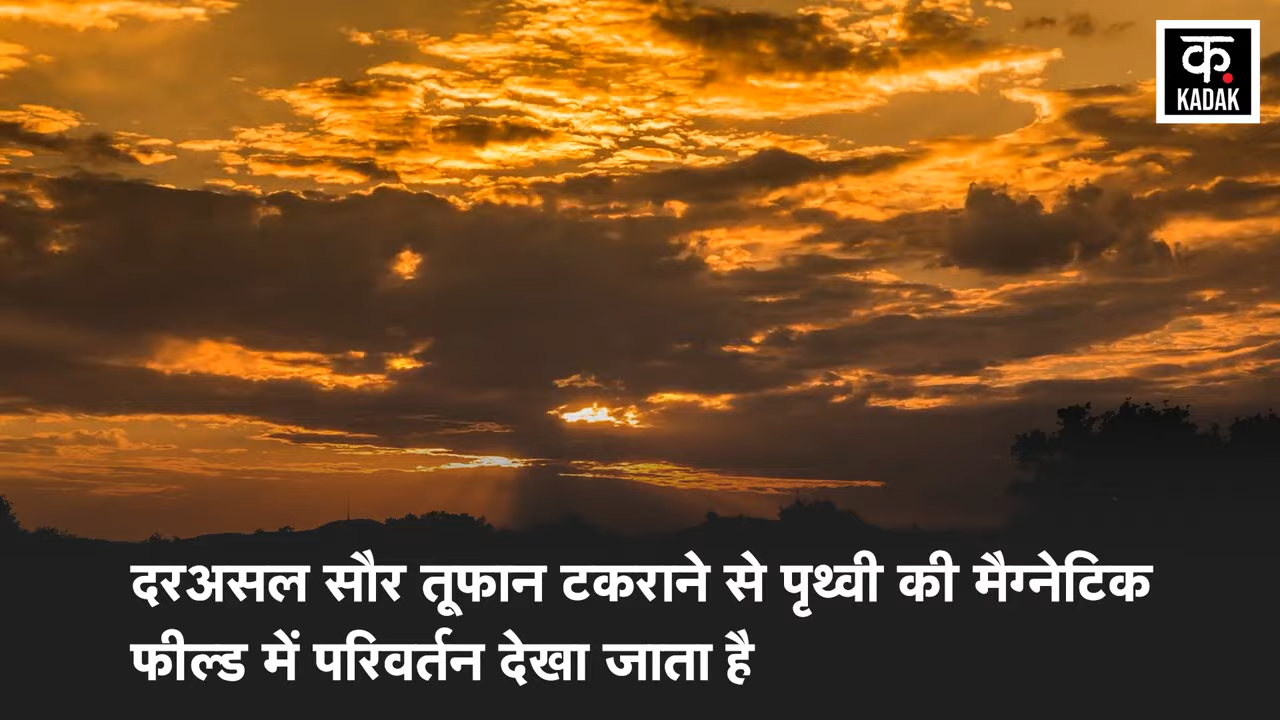 क.
KADAK
दरअसल सौर तूफान टकराने से पृथ्वी की मैग्नेटिक
फील्ड में परिवर्तन देखा जाता है